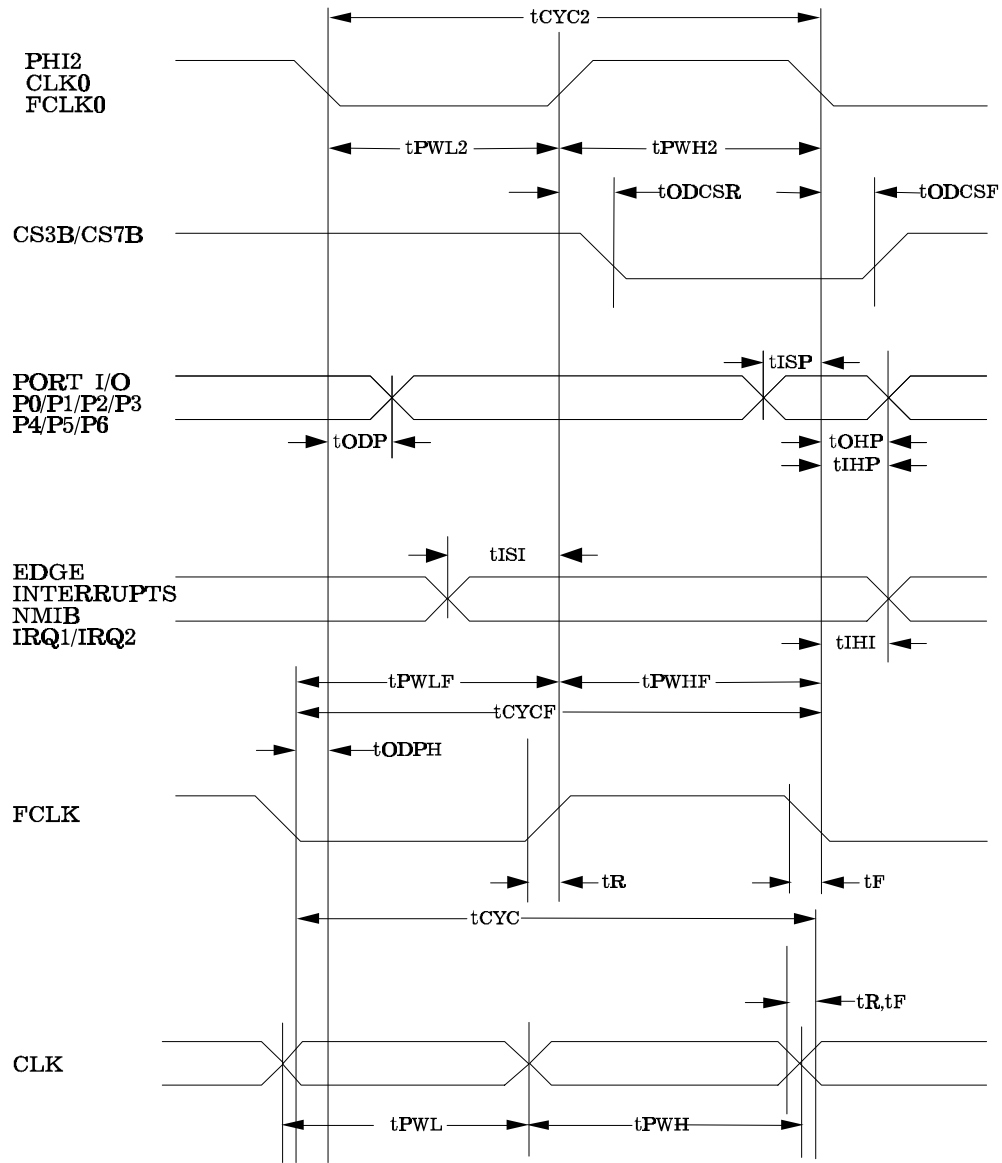 tCYC2
PHI2
CLK0
FCLK0
tPWL2
tPWH2
tODCSR
tODCSF
CS3B/CS7B
tISP
PORT I/O
P0/P1/P2/P3
P4/P5/P6
tODP
tOHP
tIHP
tISI
EDGE
INTERRUPTS
NMIB
IRQ1/IRQ2
tIHI
tPWLF
tPWHF
tCYCF
tODPH
FCLK
tR
tF
tCYC
tR,tF
CLK
tPWL
tPWH